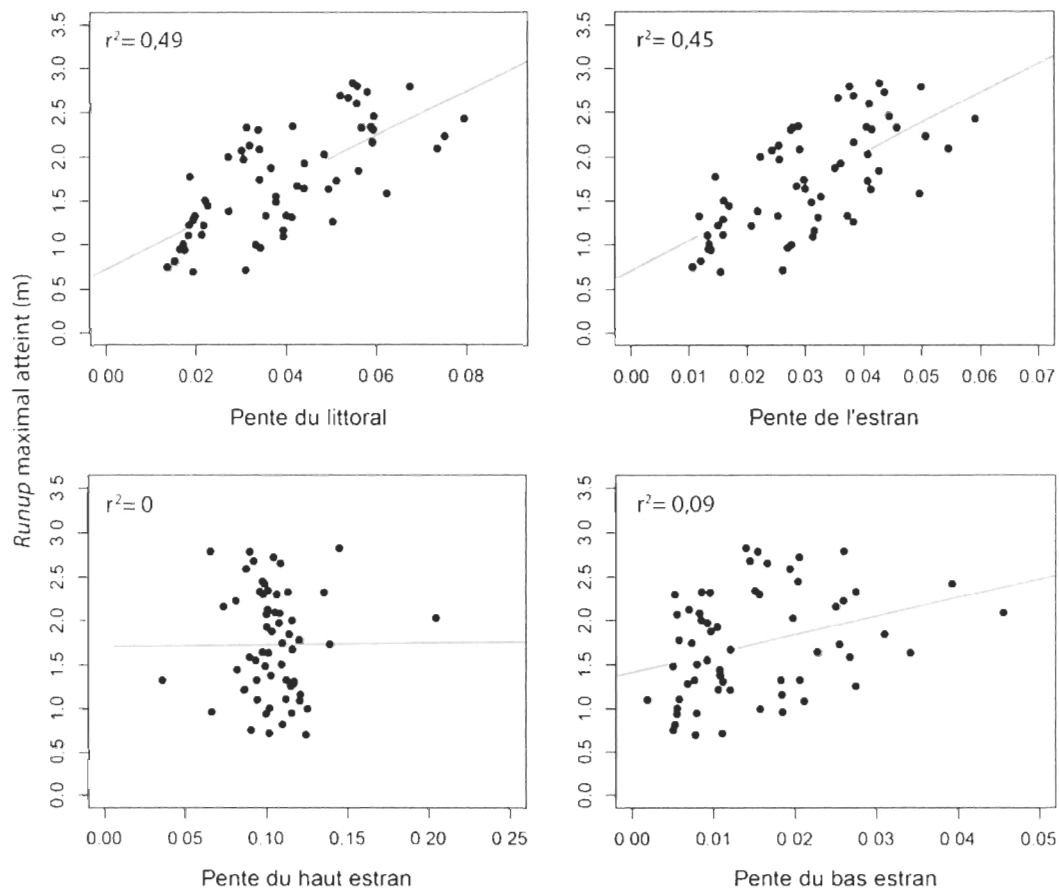 Runup maximal atteint (m)
r²= 0,49
3.5
3.0
2.5
2.0
1.5
1.0
0.5
0.0
0 00 0.02 0.04 0.06 0.08
Pente du littoral
r²= 0,45
3.5
3.0
2.5
2.0
1.5
1.0
0.5
0.0
0.00 0.01 0.02 0.03 0 04 0.05 0.06 0.07
Pente de l'estran
r²= 0
3.5
3.0
2.5
2.0
1.5
1.0
0.5
0.0
0.00 0.05 0.10 0.15 0.20 0.25
Pente du haut estran
r²= 0,09
3.5
3.0
2.5
2.0
1.5
1.0
0.5
0.0
0 00 0.01 0.02 0.03 0 04 0.05
Pente du bas estran